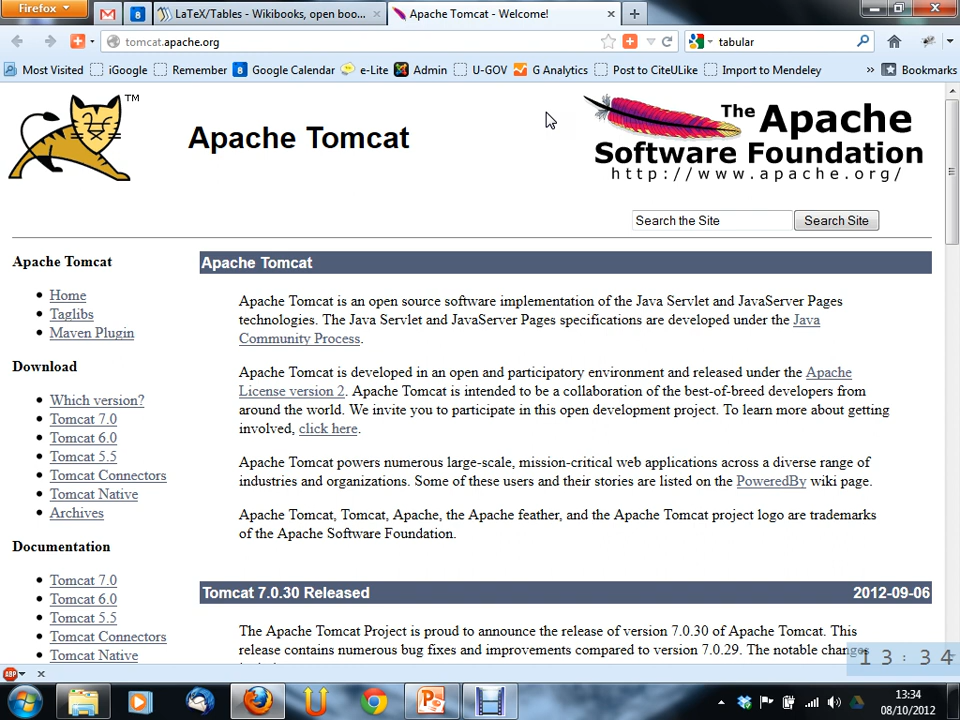 Firefox
LaTeX/Tables - Wikibooks, open boo...
Apache Tomcat - Welcome!
tomcat.apache.org
tabular
Most Visited
iGoogle
Remember
8
Google Calendar
e-Lite
Admin
U-GOV
G Analytics
Post to CiteULike
Import to Mendeley
»
Bookmarks
TM
Apache Tomcat
The Apache
Software Foundation
http://www.apache.org/
Search the Site
Search Site
Apache Tomcat
• Home
• Taglibs
• Maven Plugin
Download
• Which version?
• Tomcat 7.0
• Tomcat 6.0
• Tomcat 5.5
• Tomcat Connectors
• Tomcat Native
• Archives
Documentation
• Tomcat 7.0
• Tomcat 6.0
• Tomcat 5.5
• Tomcat Connectors
• Tomcat Native
Apache Tomcat
Apache Tomcat is an open source software implementation of the Java Servlet and JavaServer Pages
technologies. The Java Servlet and JavaServer Pages specifications are developed under the Java
Community Process.
Apache Tomcat is developed in an open and participatory environment and released under the Apache
License version 2. Apache Tomcat is intended to be a collaboration of the best-of-breed developers from
around the world. We invite you to participate in this open development project. To learn more about getting
involved, click here.
Apache Tomcat powers numerous large-scale, mission-critical web applications across a diverse range of
industries and organizations. Some of these users and their stories are listed on the PoweredBy wiki page.
Apache Tomcat, Tomcat, Apache, the Apache feather, and the Apache Tomcat project logo are trademarks
of the Apache Software Foundation.
Tomcat 7.0.30 Released 2012-09-06
The Apache Tomcat Project is proud to announce the release of version 7.0.30 of Apache Tomcat. This
release contains numerous bug fixes and improvements compared to version 7.0.29. The notable changes
13:34
ABP
13:34
08/10/2012